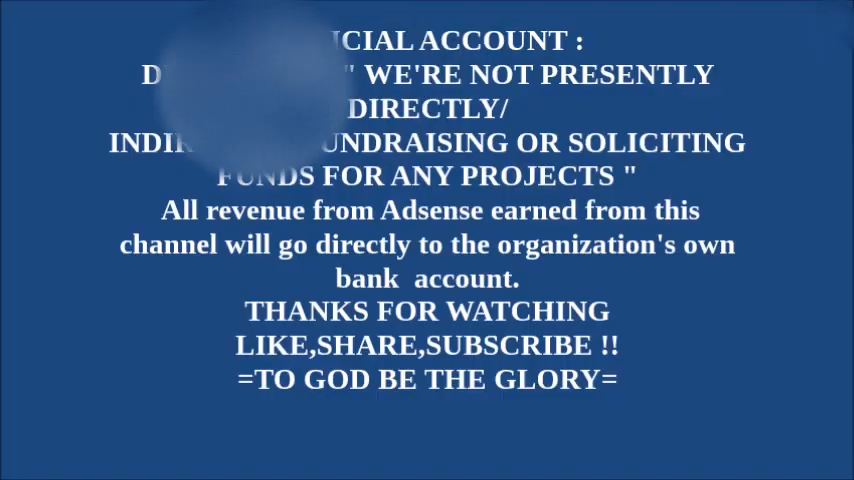 ICIAL ACCOUNT :
" WE'RE NOT PRESENTLY
DIRECTLY/
OR SOLICITING
FUNDS FOR ANY PROJECTS "
All revenue from Adsense earned from this
channel will go directly to the organization's own
bank account.
THANKS FOR WATCHING
LIKE,SHARE,SUBSCRIBE !!
=TO GOD BE THE GLORY=